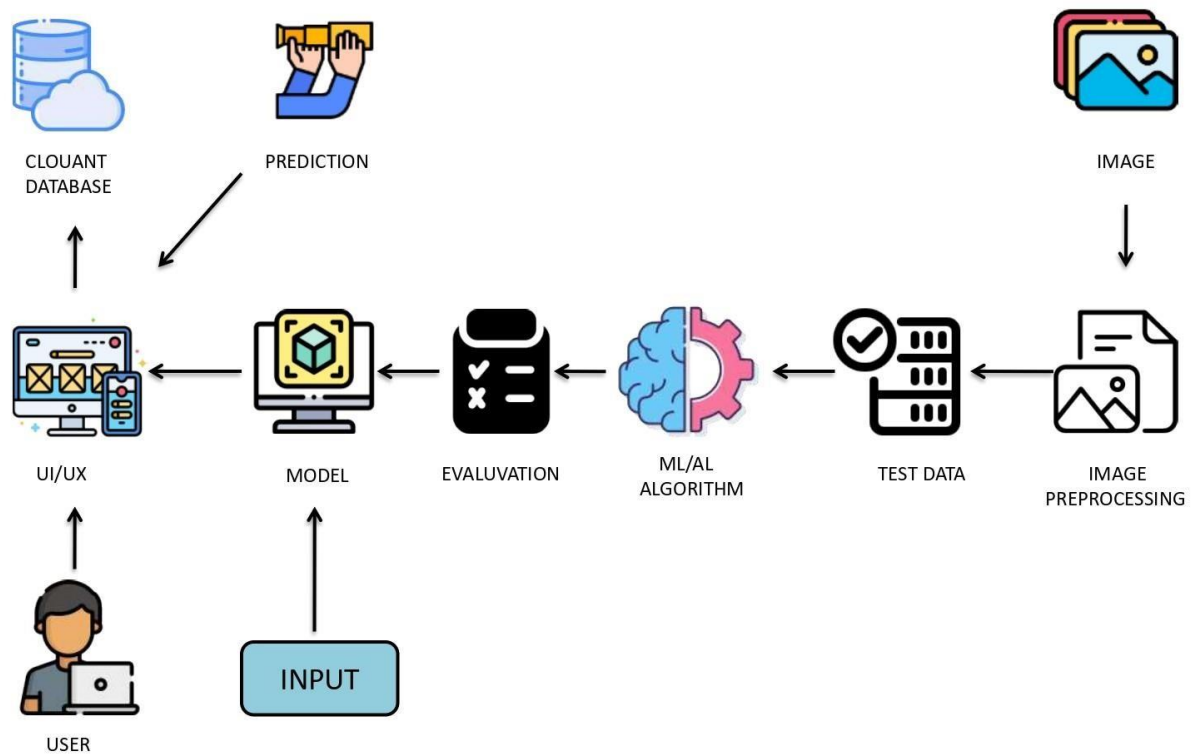 CLOUANT
DATABASE
PREDICTION
IMAGE
UI/UX
MODEL
EVALUVATION
ML/AL
ALGORITHM
TEST DATA
IMAGE
PREPROCESSING
INPUT
USER